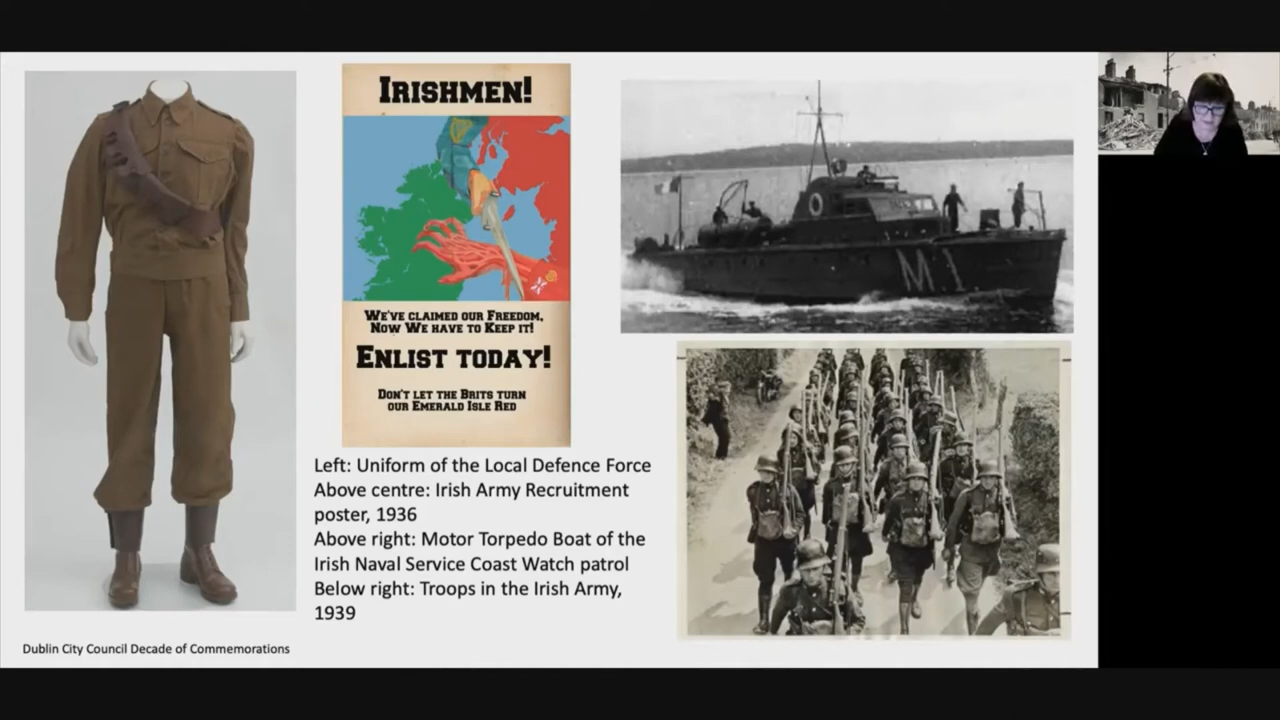 IRISHMEN!
WE'VE CLAIMED OUR FREEDOM,
NOW WE HAVE TO KEEP IT!
ENLIST TODAY!
DON'T LET THE BRITS TURN
OUR EMERALD ISLE RED
M1
Left: Uniform of the Local Defence Force
Above centre: Irish Army Recruitment
poster, 1936
Above right: Motor Torpedo Boat of the
Irish Naval Service Coast Watch patrol
Below right: Troops in the Irish Army,
1939
Dublin City Council Decade of Commemorations